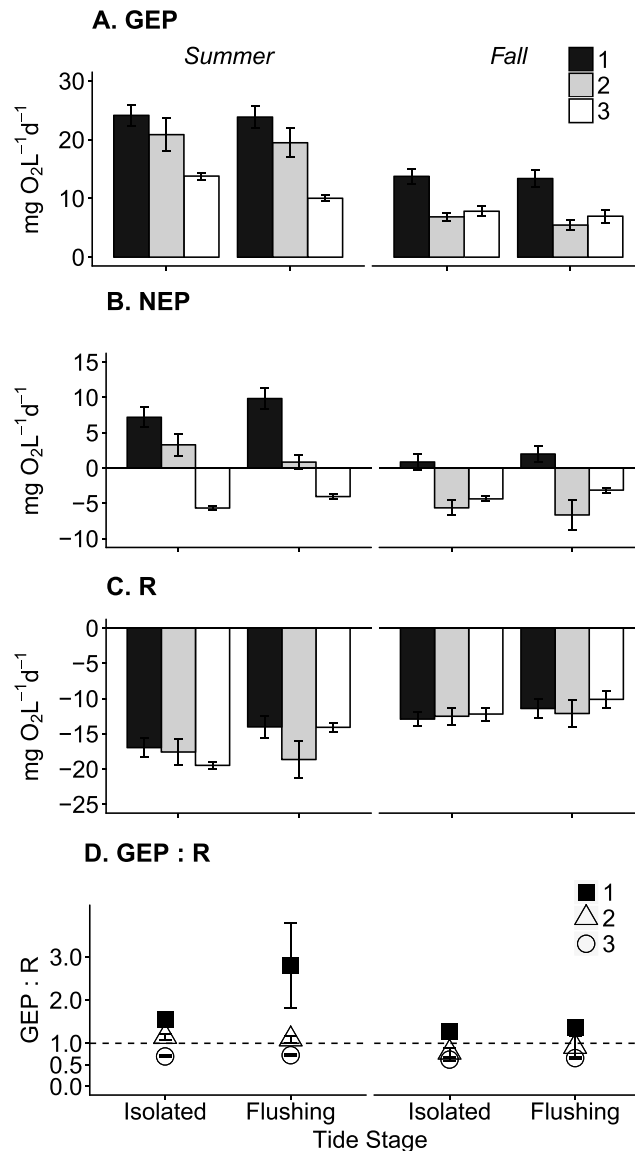 A. GEP
Summer
Fall
1
2
3
30
20
10
0
mg O₂L⁻¹d⁻¹
B. NEP
15
10
5
0
−5
−10
mg O₂L⁻¹d⁻¹
C. R
0
−5
−10
−15
−20
−25
mg O₂L⁻¹d⁻¹
D. GEP : R
1
2
3
3.0
2.0
1.0
0.5
0.0
GEP : R
Isolated Flushing Isolated Flushing
Tide Stage